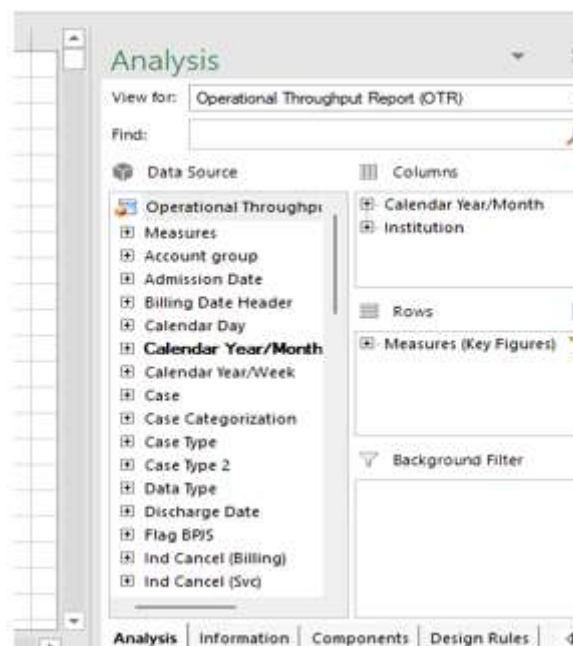 Analysis
View for: Operational Throughput Report (OTR)
Find:
Data Source
Operational Throughpu
Measures
Account group
Admission Date
Billing Date Header
Calendar Day
Calendar Year/Month
Calendar Year/Week
Case
Case Categorization
Case Type
Case Type 2
Data Type
Discharge Date
Flag BPJS
Ind Cancel (Billing)
Ind Cancel (Svc)
Columns
Calendar Year/Month
Institution
Rows
Measures (Key Figures)
Background Filter
Analysis Information Components Design Rules